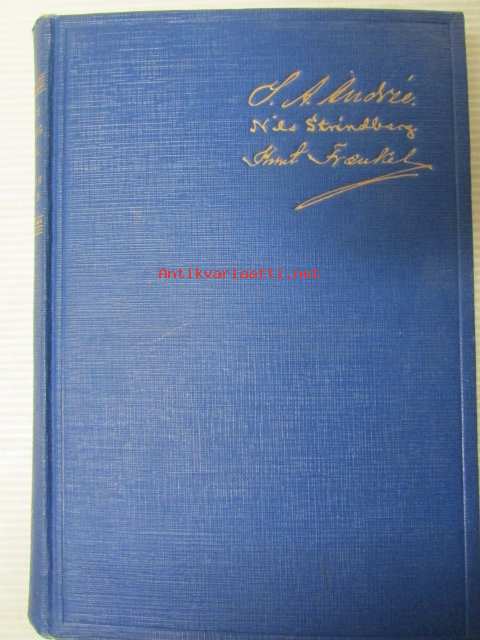 S. A. Andrée.
Nils Strindberg
Knut Frænkel
Antikvariaatti.net